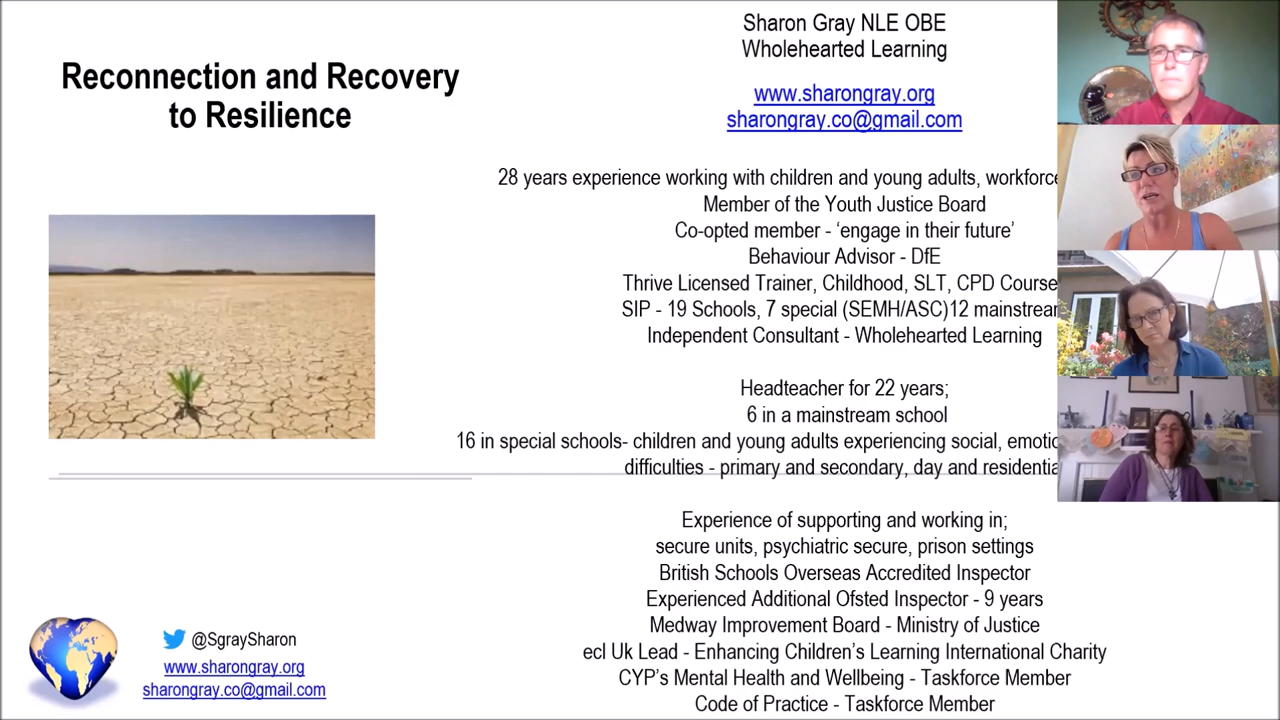 Reconnection and Recovery
to Resilience
Sharon Gray NLE OBE
Wholehearted Learning
www.sharongray.org
sharongray.co@gmail.com
28 years experience working with children and young adults, workforce
Member of the Youth Justice Board
Co-opted member - ‘engage in their future’
Behaviour Advisor - DfE
Thrive Licensed Trainer, Childhood, SLT, CPD Course
SIP - 19 Schools, 7 special (SEMH/ASC)12 mainstream
Independent Consultant - Wholehearted Learning
Headteacher for 22 years;
6 in a mainstream school
16 in special schools- children and young adults experiencing social,
difficulties - primary and secondary, day and
Experience of supporting and working in;
secure units, psychiatric secure, prison settings
British Schools Overseas Accredited Inspector
Experienced Additional Ofsted Inspector - 9 years
Medway Improvement Board - Ministry of Justice
ecl Uk Lead - Enhancing Children’s Learning International Charity
CYP’s Mental Health and Wellbeing - Taskforce Member
Code of Practice - Taskforce Member
@SgraySharon
www.sharongray.org
sharongray.co@gmail.com